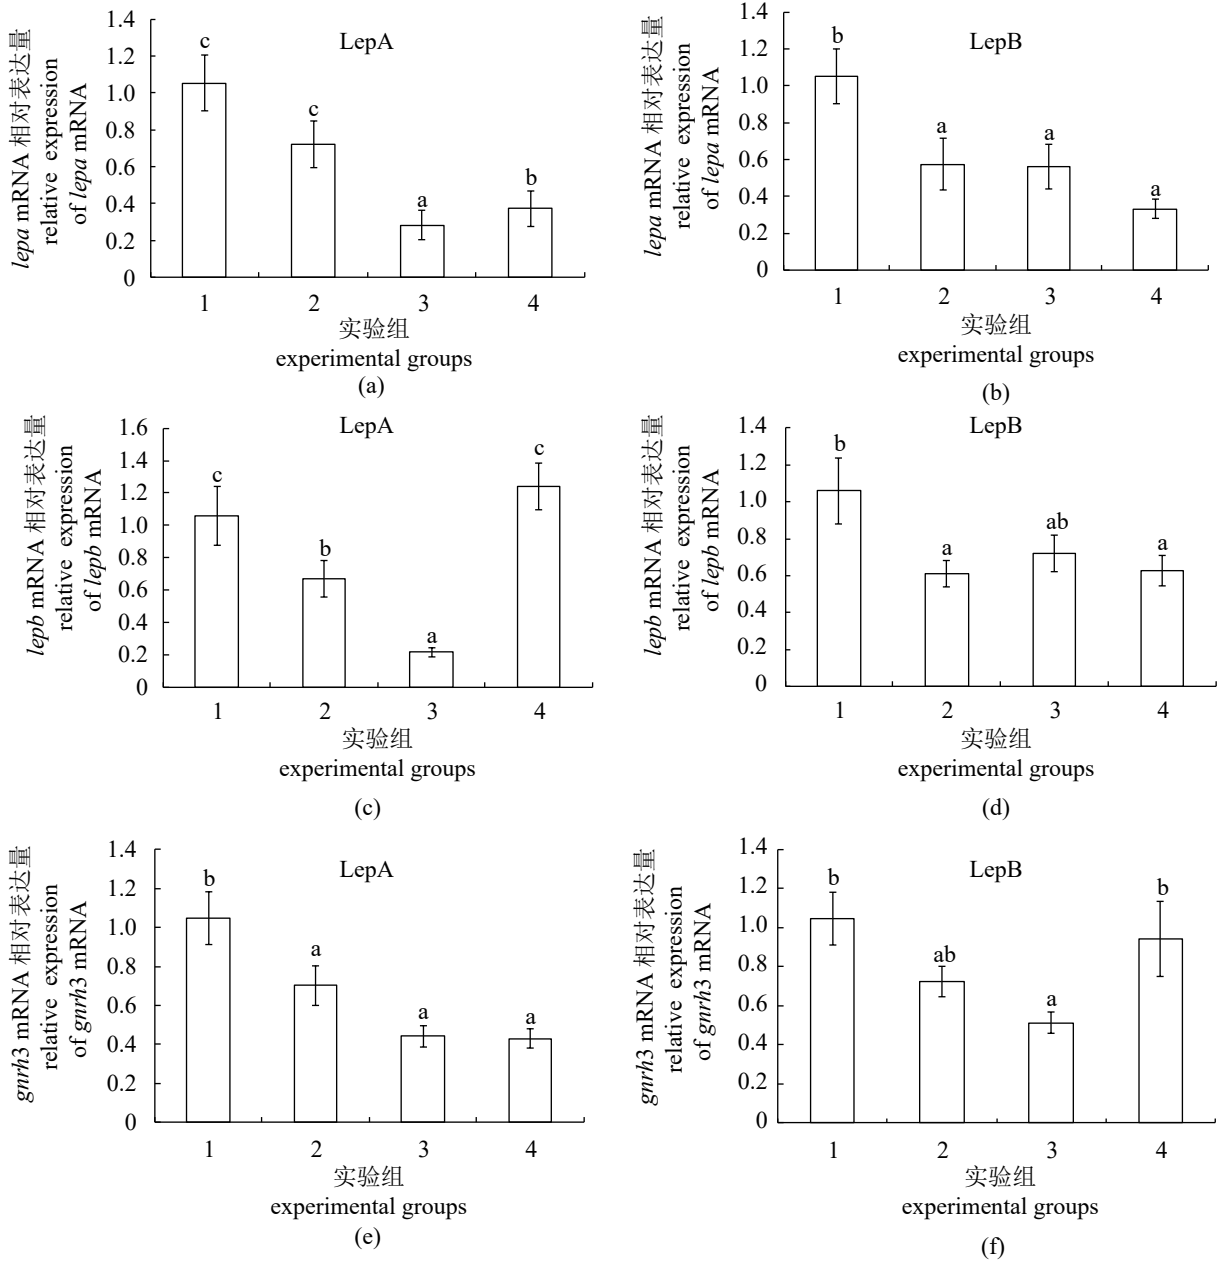 lepa mRNA 相对表达量
relative expression
of lepa mRNA
LepA
1.4
1.2
1.0
0.8
0.6
0.4
0.2
0
c
c
a
b
1 2 3 4
实验组
experimental groups
(a)
lepa mRNA 相对表达量
relative expression
of lepa mRNA
LepB
1.4
1.2
1.0
0.8
0.6
0.4
0.2
0
b
a
a
a
1 2 3 4
实验组
experimental groups
(b)
lepb mRNA 相对表达量
relative expression
of lepb mRNA
LepA
1.6
1.4
1.2
1.0
0.8
0.6
0.4
0.2
0
c
b
a
c
1 2 3 4
实验组
experimental groups
(c)
lepb mRNA 相对表达量
relative expression
of lepb mRNA
LepB
1.4
1.2
1.0
0.8
0.6
0.4
0.2
0
b
a
ab
a
1 2 3 4
实验组
experimental groups
(d)
gnrh3 mRNA 相对表达量
relative expression
of gnrh3 mRNA
LepA
1.4
1.2
1.0
0.8
0.6
0.4
0.2
0
b
a
a
a
1 2 3 4
实验组
experimental groups
(e)
gnrh3 mRNA 相对表达量
relative expression
of gnrh3 mRNA
LepB
1.4
1.2
1.0
0.8
0.6
0.4
0.2
0
b
ab
a
b
1 2 3 4
实验组
experimental groups
(f)